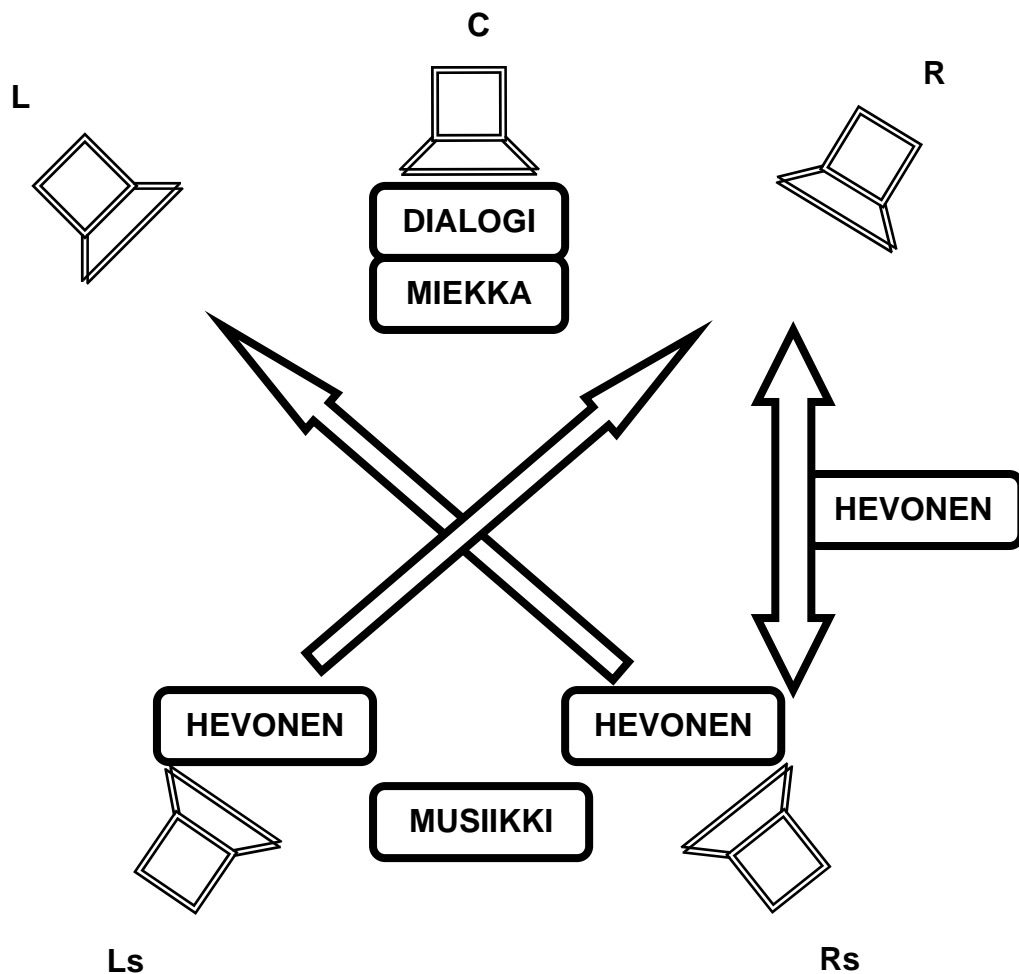 C
R
L
DIALOGI
MIEKKA
HEVONEN
HEVONEN
HEVONEN
MUSIIKKI
Ls
Rs